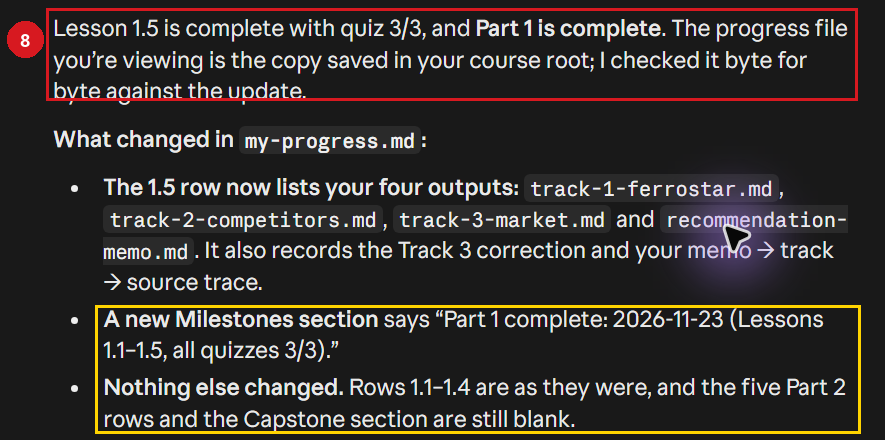 8
Lesson 1.5 is complete with quiz 3/3, and Part 1 is complete. The progress file
you’re viewing is the copy saved in your course root; I checked it byte for
byte against the update.
What changed in my-progress.md:
• The 1.5 row now lists your four outputs: track-1-ferrostar.md,
track-2-competitors.md, track-3-market.md and recommendation-
memo.md. It also records the Track 3 correction and your memo → track
→ source trace.
• A new Milestones section says “Part 1 complete: 2026-11-23 (Lessons
1.1–1.5, all quizzes 3/3).”
• Nothing else changed. Rows 1.1–1.4 are as they were, and the five Part 2
rows and the Capstone section are still blank.